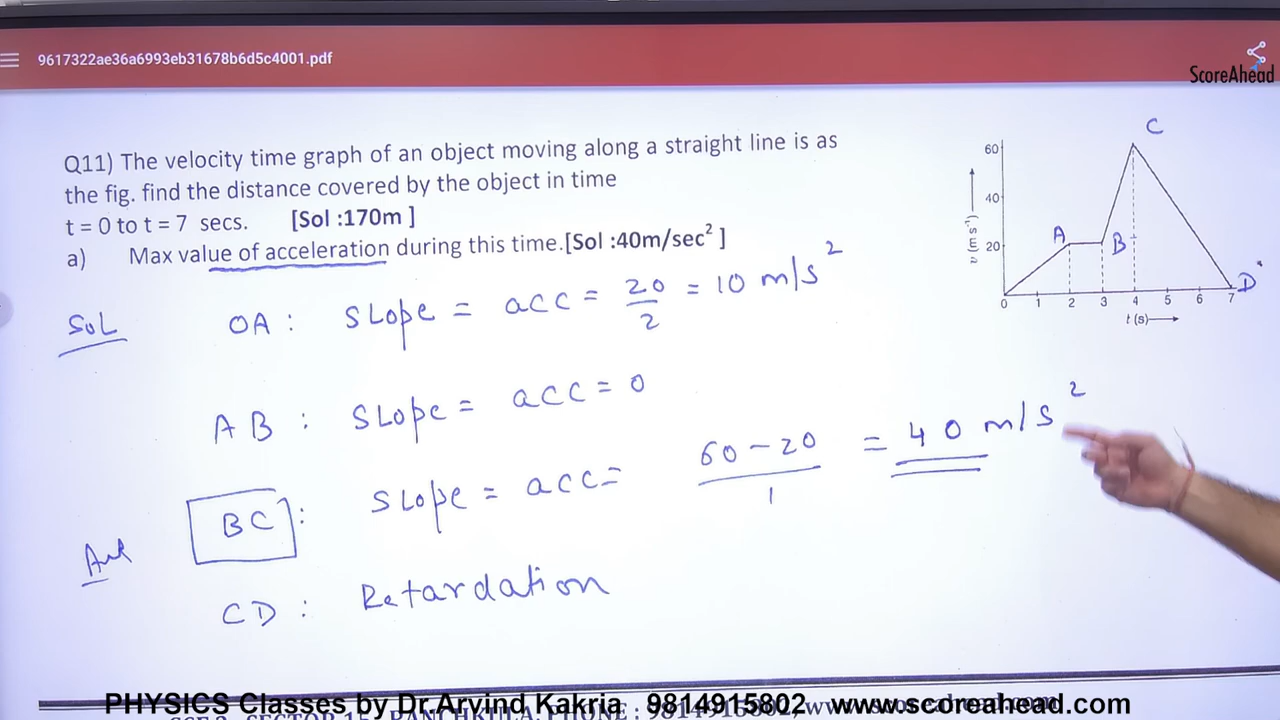 9617322ae36a6993eb31678b6d5c4001.pdf
ScoreAhead
Q11) The velocity time graph of an object moving along a straight line is as
the fig. find the distance covered by the object in time
t = 0 to t = 7 secs. [Sol :170m ]
a) Max value of acceleration during this time.[Sol :40m/sec² ]
C
60
40
20
A
B
D
0 1 2 3 4 5 6 7
t (s)
SOL
OA : SLOPE = acc = 20/2 = 10 m/s²
AB : SLOPE = acc = 0
BC : SLOPE = acc = 60-20/1 = 40 m/s²
CD : Retardation
PHYSICS Classes by Dr.Arvind Kakria 9814915802 www.scoreahead.com